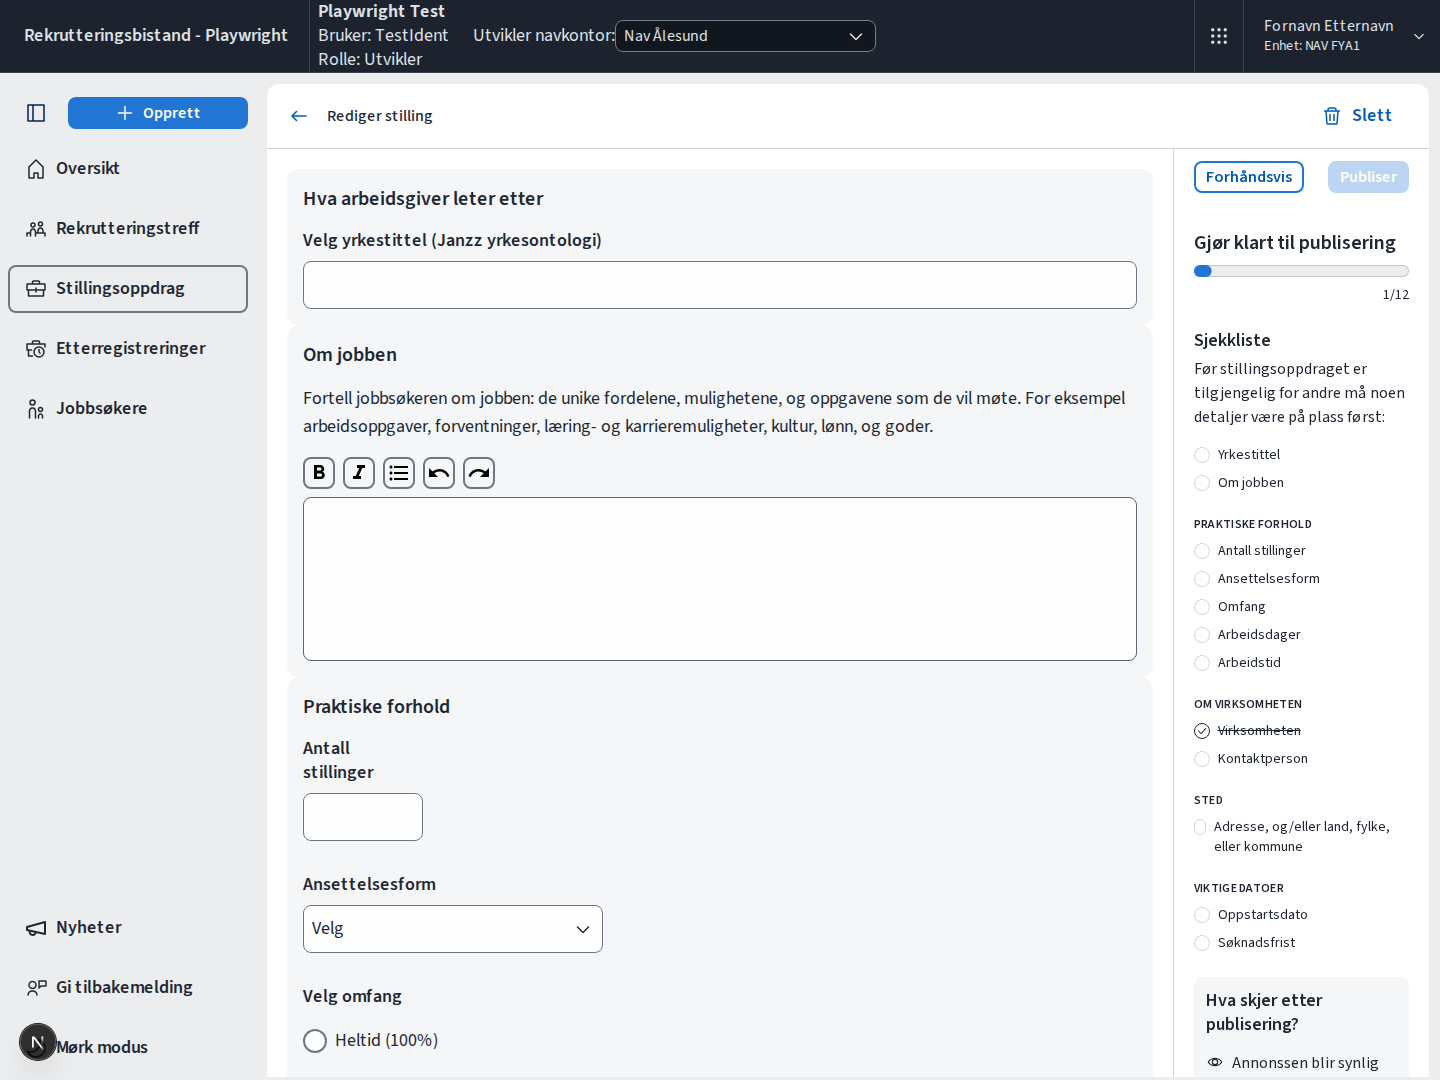 Rekrutteringsbistand - Playwright
Playwright Test
Bruker: TestIdent
Rolle: Utvikler
Utvikler navkontor:
Nav Ålesund
Fornavn Etternavn
Enhet: NAV FYA1
Opprett
Oversikt
Rekrutteringstreff
Stillingsoppdrag
Etterregistreringer
Jobbsøkere
Nyheter
Gi tilbakemelding
Mørk modus
N
Rediger stilling
Slett
Hva arbeidsgiver leter etter
Velg yrkestittel (Janzz yrkesontologi)
Om jobben
Fortell jobbsøkeren om jobben: de unike fordelene, mulighetene, og oppgavene som de vil møte. For eksempel
arbeidsoppgaver, forventninger, læring- og karrieremuligheter, kultur, lønn, og goder.
B I
Praktiske forhold
Antall
stillinger
Ansettelsesform
Velg
Velg omfang
Heltid (100%)
Forhåndsvis
Publiser
Gjør klart til publisering
1/12
Sjekkliste
Før stillingsoppdraget er
tilgjengelig for andre må noen
detaljer være på plass først:
Yrkestittel
Om jobben
PRAKTISKE FORHOLD
Antall stillinger
Ansettelsesform
Omfang
Arbeidsdager
Arbeidstid
OM VIRKSOMHETEN
Virksomheten
Kontaktperson
STED
Adresse, og/eller land, fylke,
eller kommune
VIKTIGE DATOER
Oppstartsdato
Søknadsfrist
Hva skjer etter
publisering?
Annonssen blir synlig